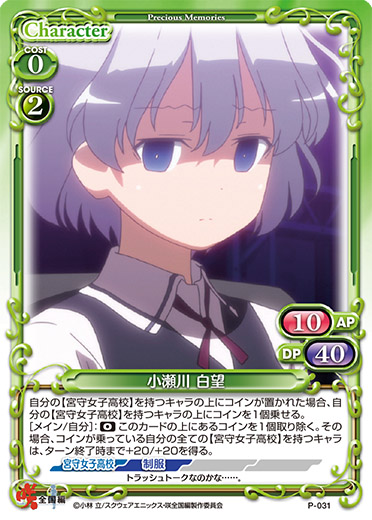 Precious Memories
Character
COST
0
SOURCE
2
10 AP
DP 40
小瀬川 白望
自分の【宮守女子高校】を持つキャラの上にコインが置かれた場合、自
分の【宮守女子高校】を持つキャラの上にコインを1個乗せる。
[メイン/自分]:0このカードの上にあるコインを1個取り除く。その
場合、コインが乗っている自分の全ての【宮守女子高校】を持つキャラ
は、ターン終了時まで+20/+20を得る。
宮守女子高校 制服
トラッシュトークなのかな……。
咲 全国編
©小林 立/スクウェアエニックス・咲全国編製作委員会
P-031